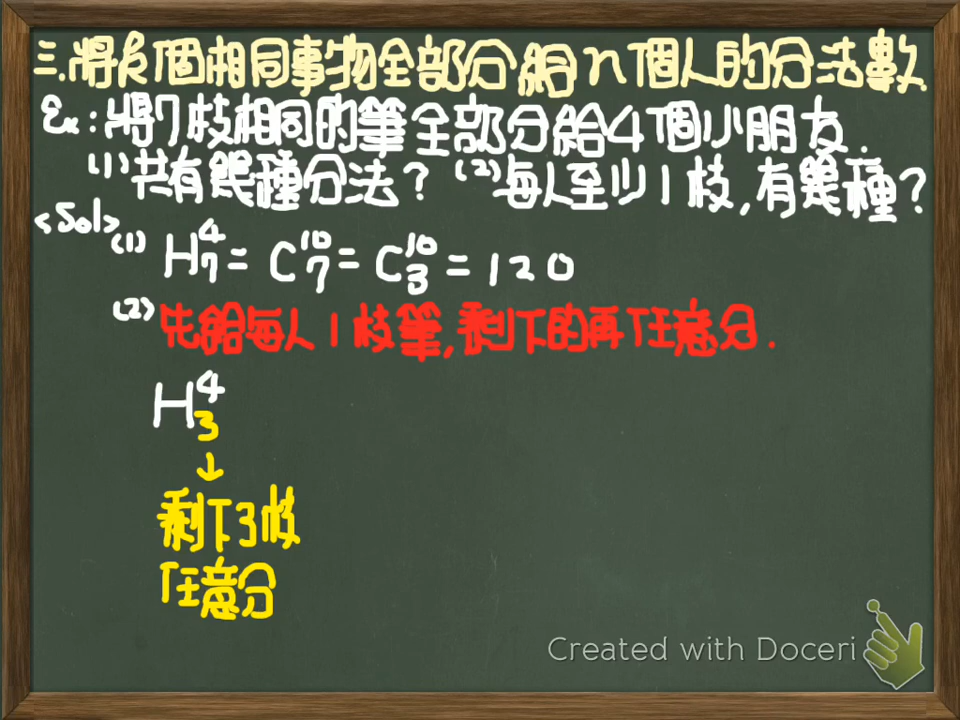 三.將k個相同事物全部分給n個人的分法數
Ex:將7枝相同的筆全部分給4個小朋友.
(1)共有幾種分法? (2)每人至少1枝,有幾種?
<Sol>
(1) H⁴₇ = C¹⁰₇ = C¹⁰₃ = 120
(2)先給每人1枝筆,剩下的再任意分.
H⁴₃
↓
剩下3枝
任意分
Created with Doceri